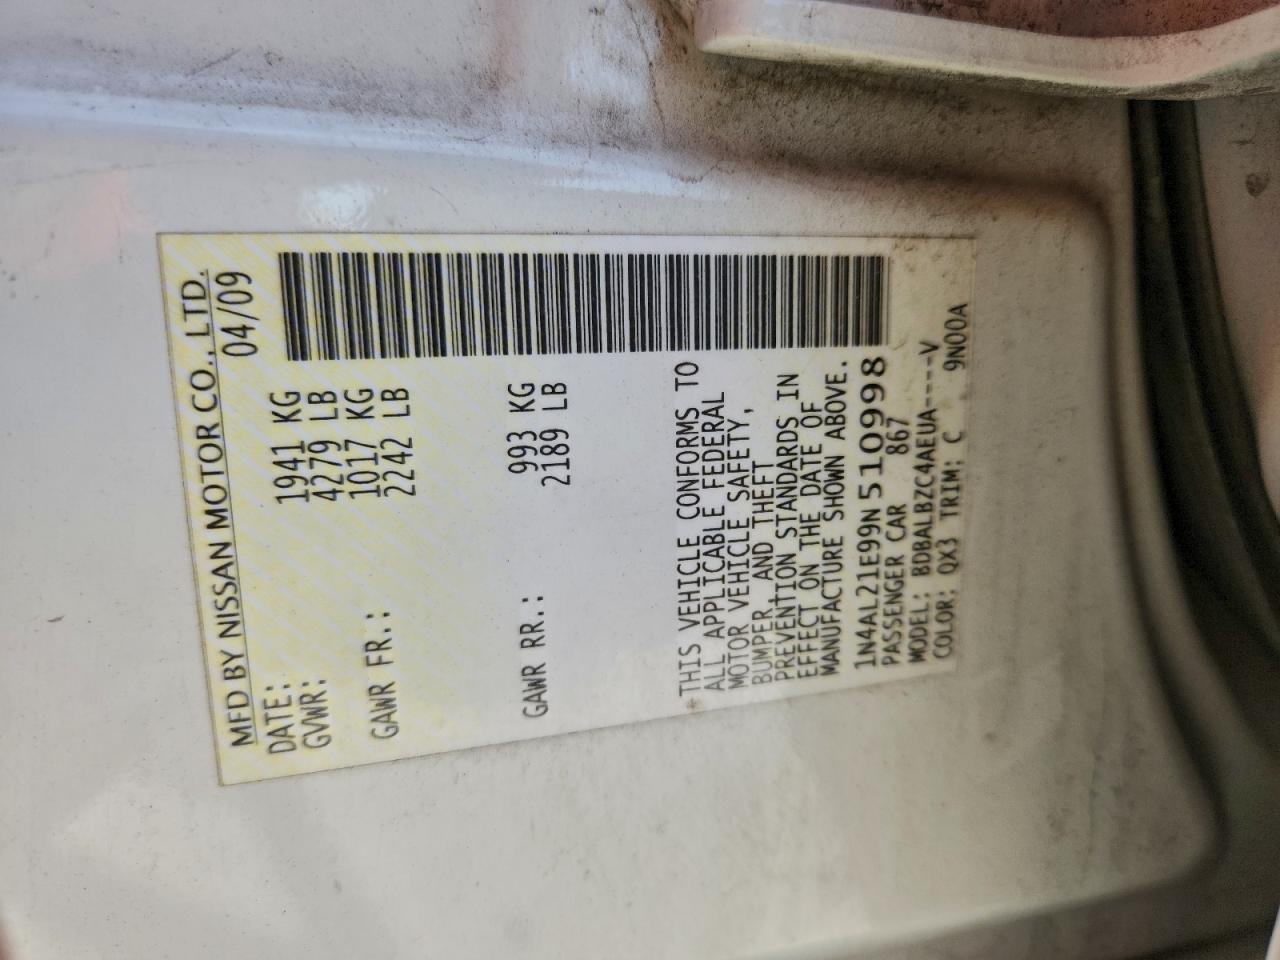 MFD BY NISSAN MOTOR CO., LTD.
DATE: 04/09
GVWR: 1941 KG
4279 LB
GAWR FR.: 1017 KG
2242 LB
GAWR RR.: 993 KG
2189 LB
THIS VEHICLE CONFORMS TO
ALL APPLICABLE FEDERAL
MOTOR VEHICLE SAFETY,
BUMPER, AND THEFT
PREVENTION STANDARDS IN
EFFECT ON THE DATE OF
MANUFACTURE SHOWN ABOVE.
1N4AL21E99N510998
PASSENGER CAR 867
MODEL: BDBALBZC4AEUA----V
COLOR: QX3 TRIM: C 9N00A